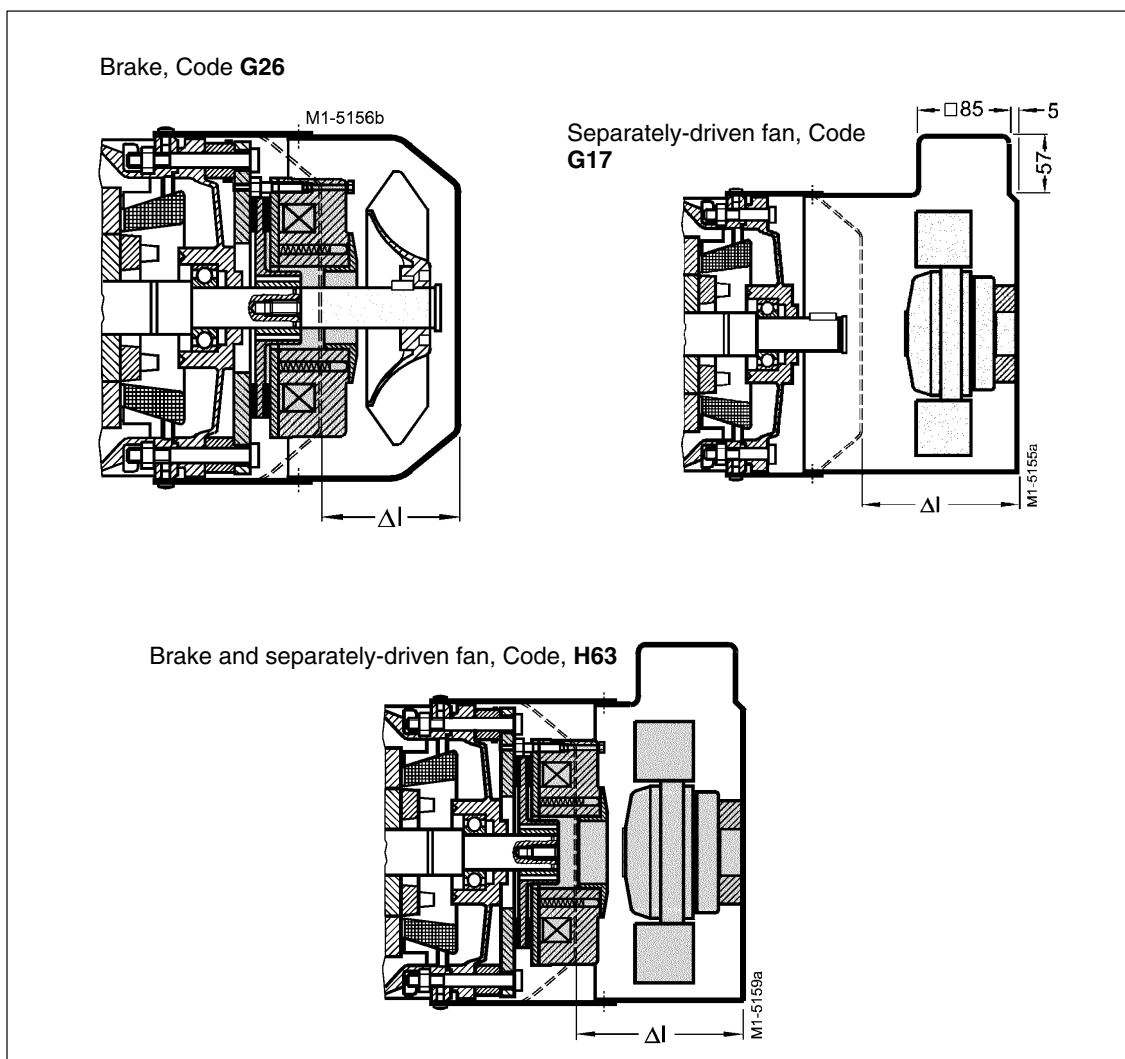 Brake, Code G26
M1-5156b
Δl
Separately-driven fan, Code
G17
□85
5
57
Δl
M1-5155a
Brake and separately-driven fan, Code, H63
Δl
M1-5159a